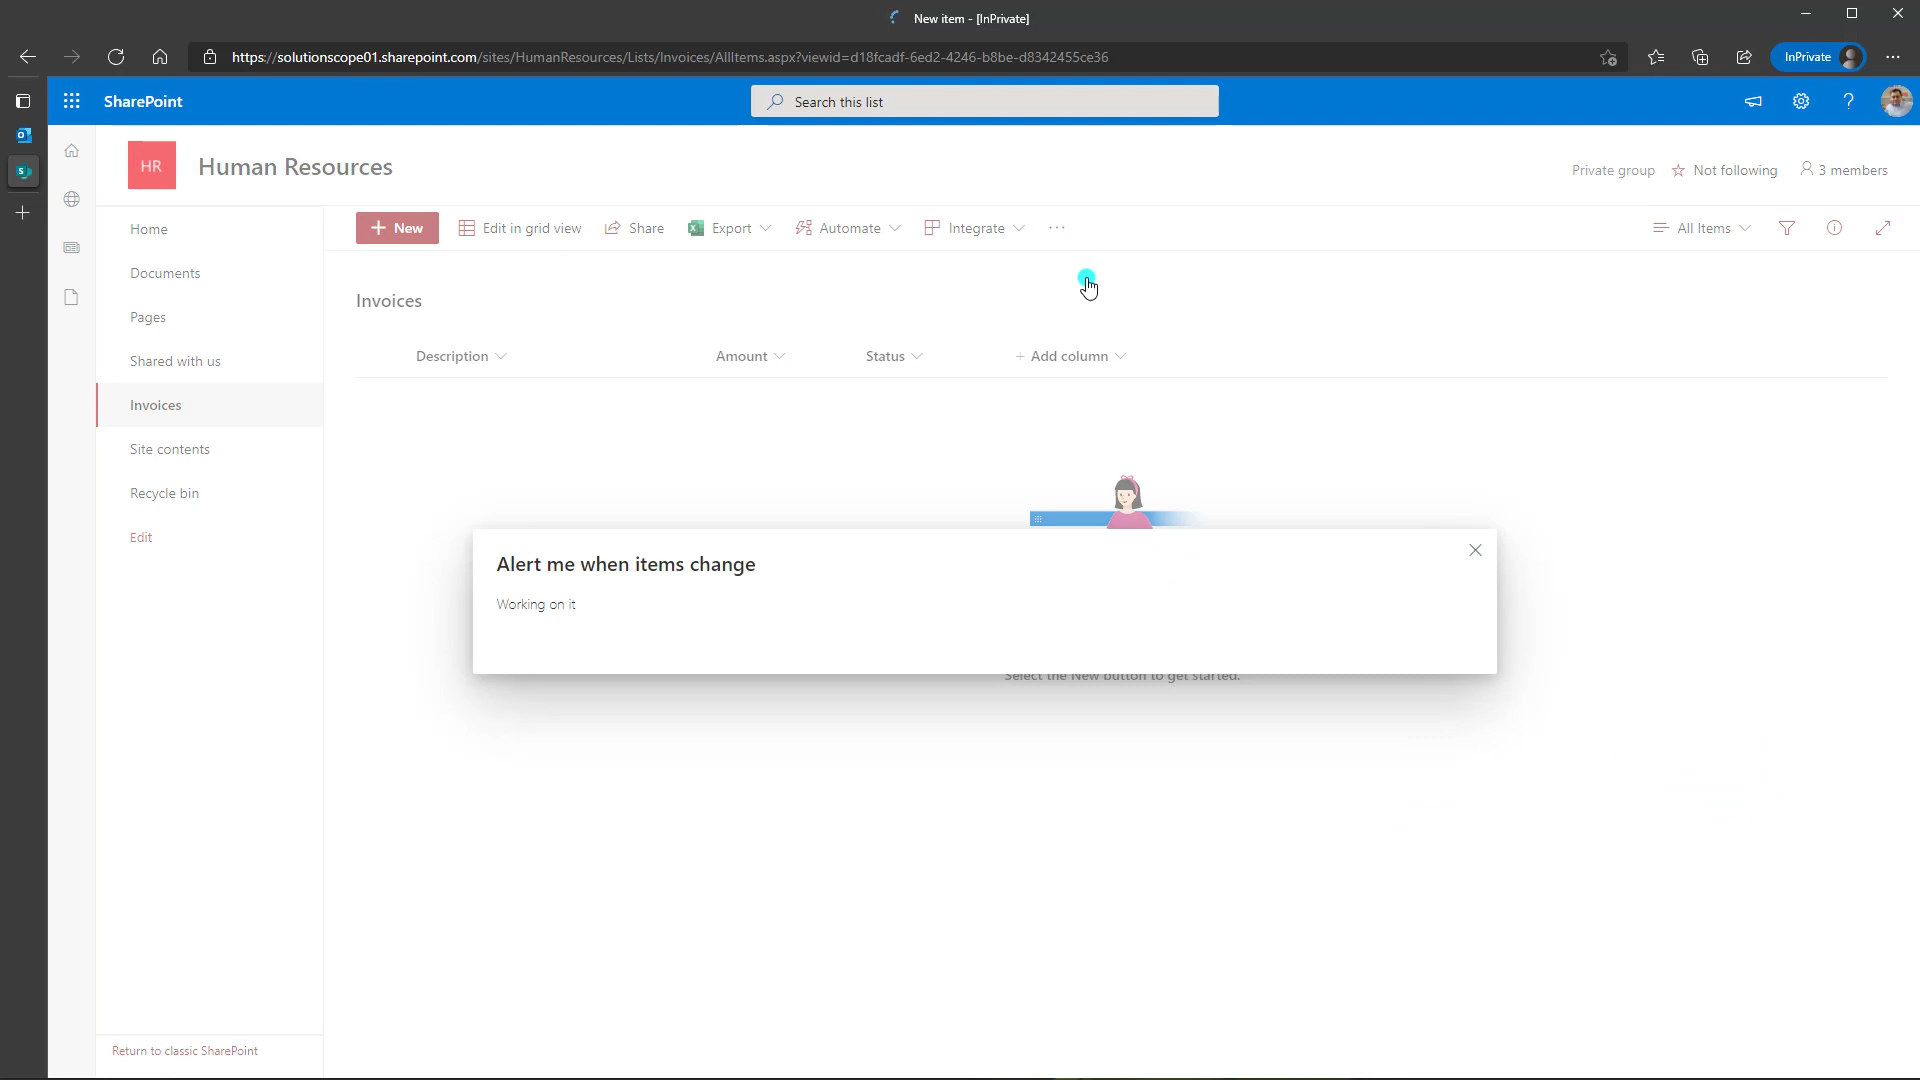 New item - [InPrivate]
https://solutionscope01.sharepoint.com/sites/HumanResources/Lists/Invoices/AllItems.aspx?viewid=d18fcadf-6ed2-4246-b8be-d8342455ce36
InPrivate
SharePoint
Search this list
HR
Human Resources
Private group
Not following
3 members
Home
Documents
Pages
Shared with us
Invoices
Site contents
Recycle bin
Edit
Return to classic SharePoint
+ New
Edit in grid view
Share
Export
Automate
Integrate
...
All Items
Invoices
Description
Amount
Status
+ Add column
Alert me when items change
Working on it
Select the New button to get started.